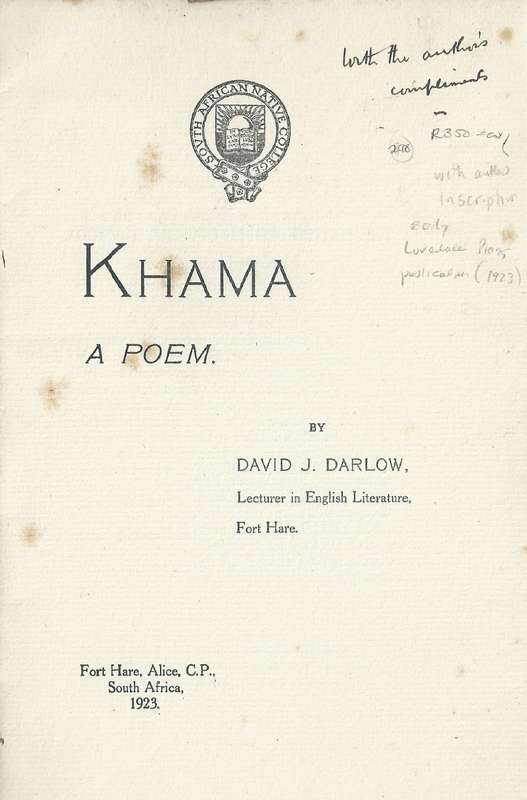 With the author's
compliments
SOUTH AFRICAN NATIVE COLLEGE
R350
with author
Inscription
early
Press
publication (1923)
KHAMA
A POEM.
BY
DAVID J. DARLOW,
Lecturer in English Literature,
Fort Hare.
Fort Hare, Alice, C.P.,
South Africa,
1923.